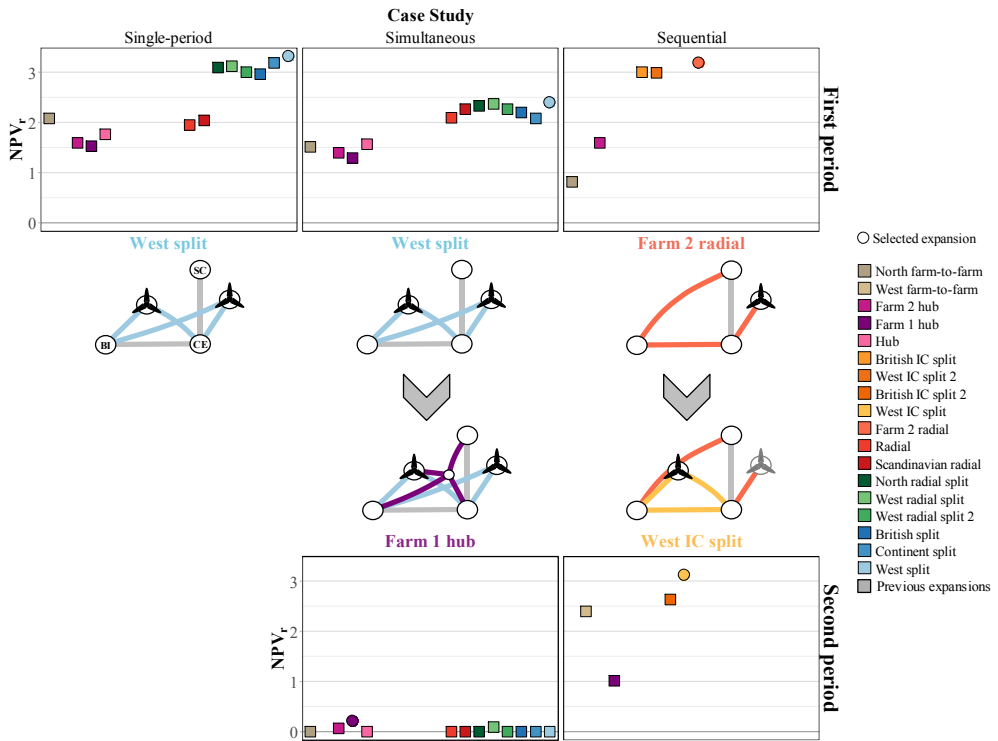 Case Study
Single-period
Simultaneous
Sequential
3
2
1
0
NPVr
First period
West split
West split
Farm 2 radial
SC
BI
CE
Selected expansion
North farm-to-farm
West farm-to-farm
Farm 2 hub
Farm 1 hub
Hub
British IC split
West IC split 2
British IC split 2
West IC split
Farm 2 radial
Radial
Scandinavian radial
North radial split
West radial split
West radial split 2
British split
Continent split
West split
Previous expansions
Farm 1 hub
West IC split
3
2
1
0
NPVr
Second period